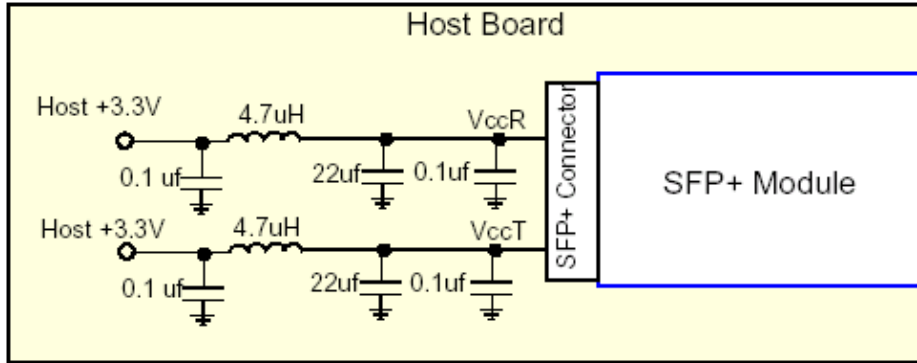 Host Board
Host +3.3V
4.7uH
VccR
0.1 uf
22uf
0.1uf
Host +3.3V
4.7uH
VccT
0.1 uf
22uf
0.1uf
SFP+ Connector
SFP+ Module